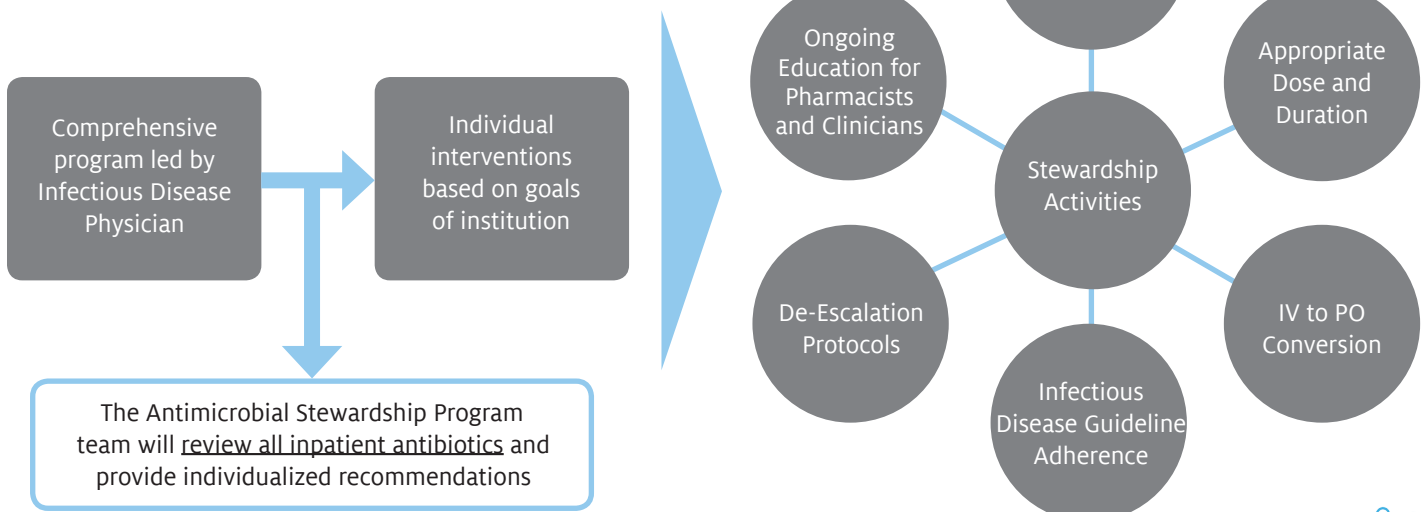 Comprehensive
program led by
Infectious Disease
Physician
Individual
interventions
based on goals
of institution
The Antimicrobial Stewardship Program
team will review all inpatient antibiotics and
provide individualized recommendations
Ongoing
Education for
Pharmacists
and Clinicians
Appropriate
Dose and
Duration
Stewardship
Activities
De-Escalation
Protocols
IV to PO
Conversion
Infectious
Disease Guideline
Adherence